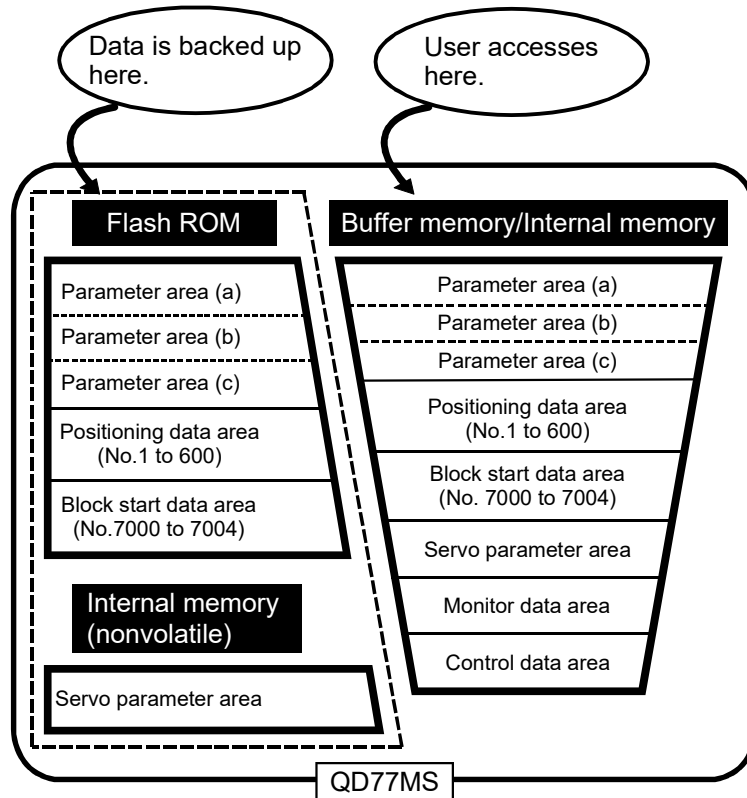 Data is backed up
here.
User accesses
here.
Flash ROM
Parameter area (a)
Parameter area (b)
Parameter area (c)
Positioning data area
(No.1 to 600)
Block start data area
(No.7000 to 7004)
Internal memory
(nonvolatile)
Servo parameter area
Buffer memory/Internal memory
Parameter area (a)
Parameter area (b)
Parameter area (c)
Positioning data area
(No.1 to 600)
Block start data area
(No. 7000 to 7004)
Servo parameter area
Monitor data area
Control data area
QD77MS